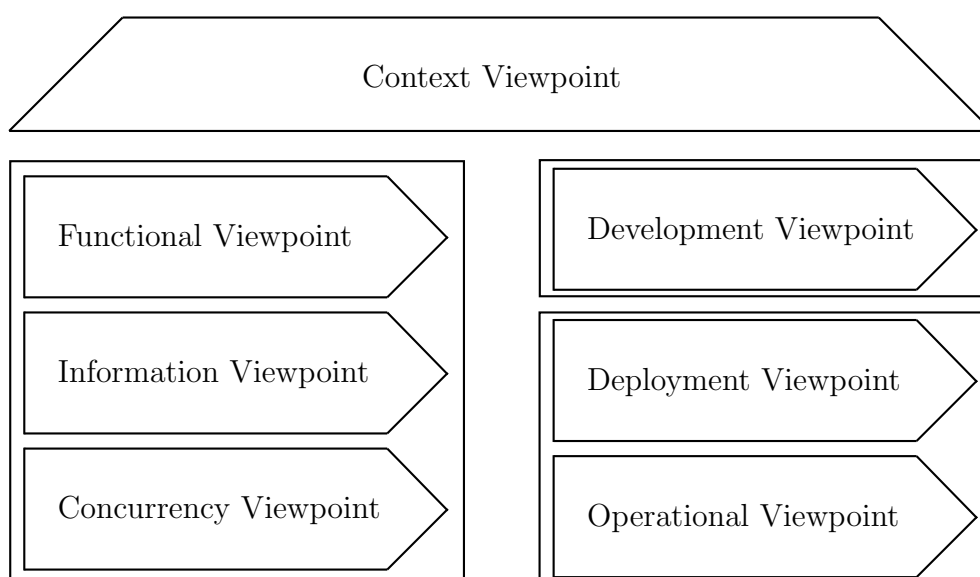 Context Viewpoint
Functional Viewpoint
Information Viewpoint
Concurrency Viewpoint
Development Viewpoint
Deployment Viewpoint
Operational Viewpoint